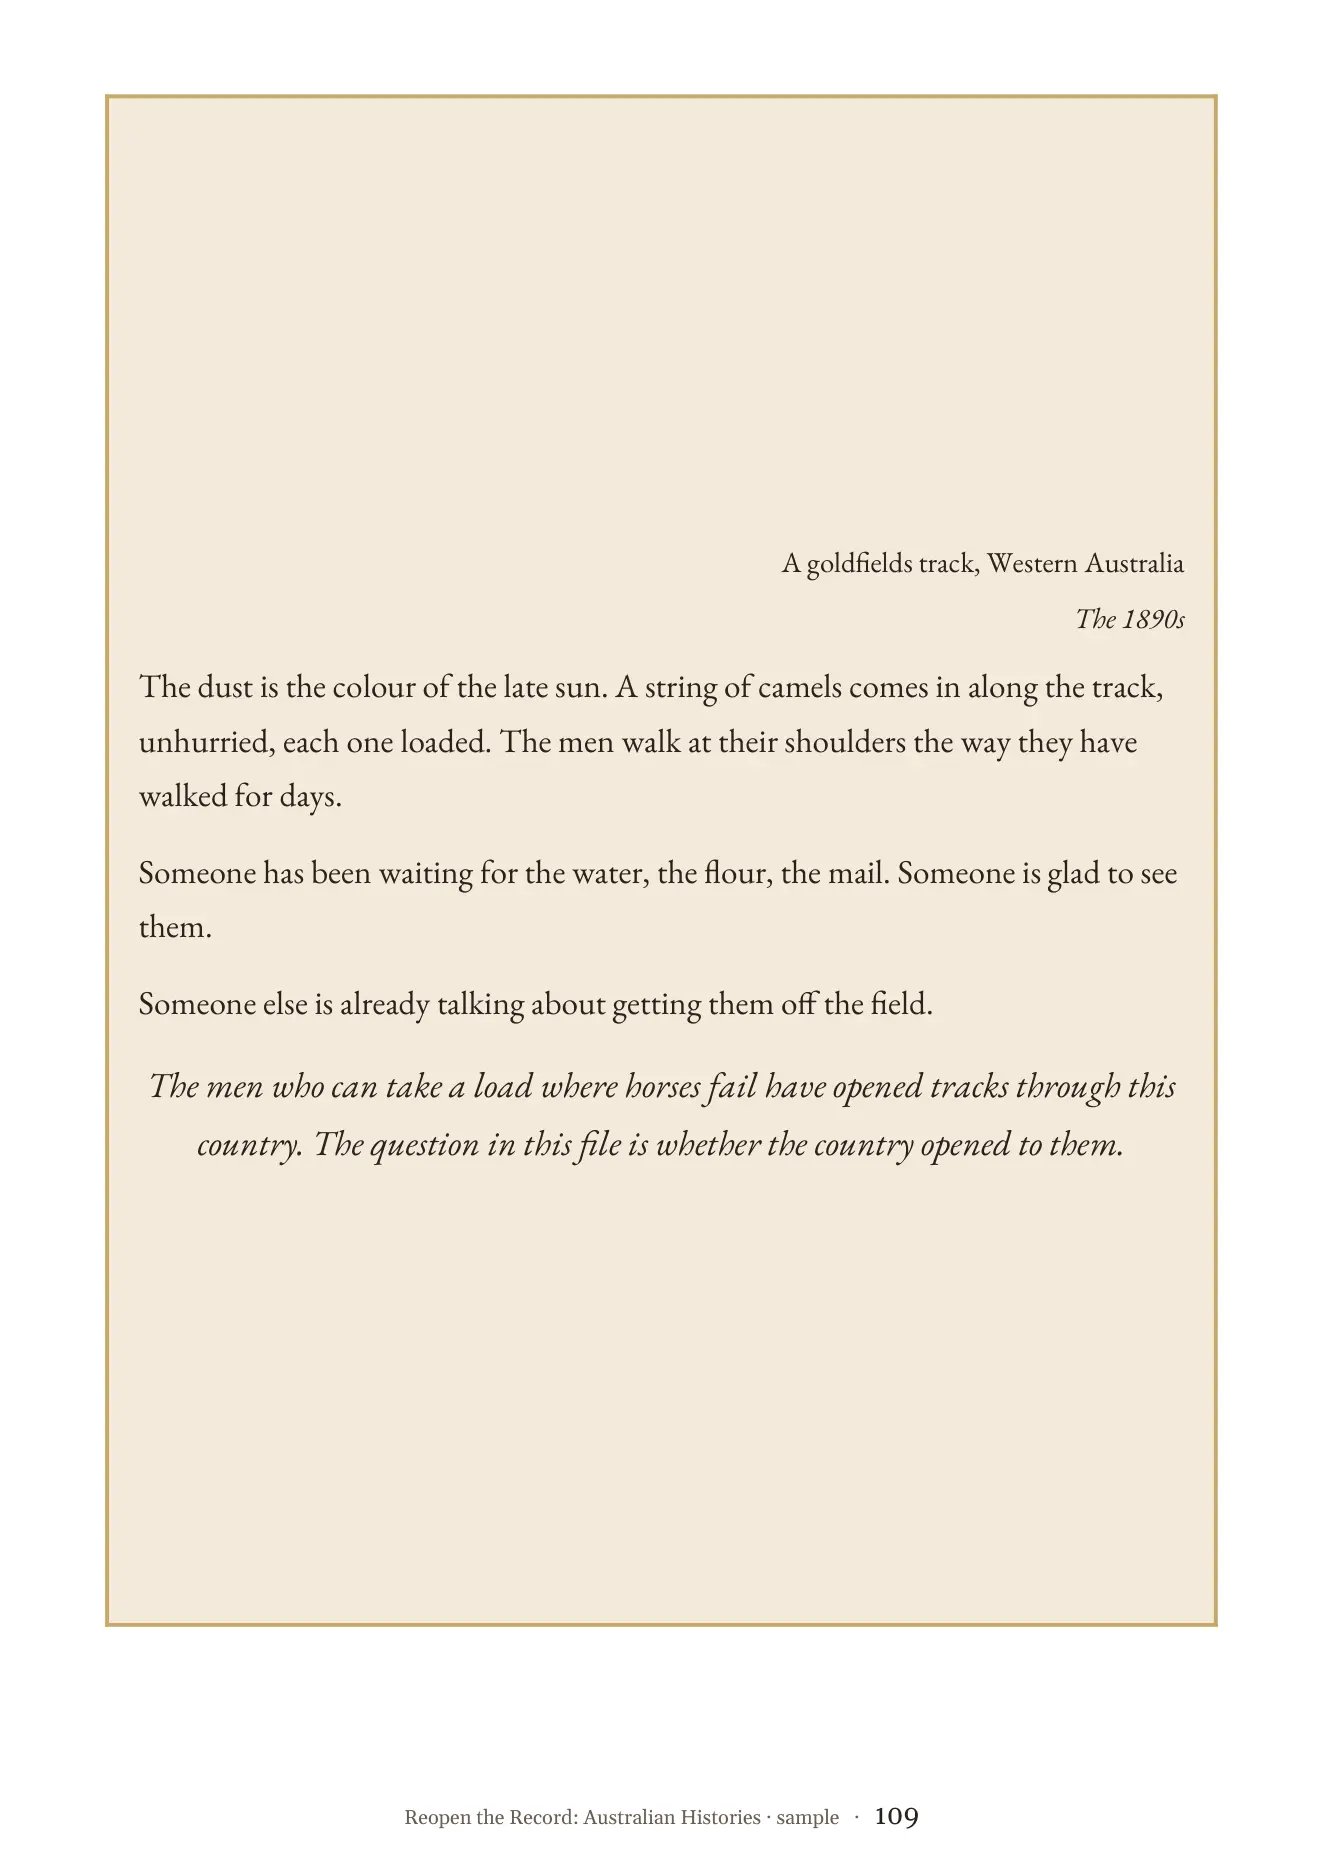 A goldfields track, Western Australia
The 1890s
The dust is the colour of the late sun. A string of camels comes in along the track,
unhurried, each one loaded. The men walk at their shoulders the way they have
walked for days.
Someone has been waiting for the water, the flour, the mail. Someone is glad to see
them.
Someone else is already talking about getting them off the field.
The men who can take a load where horses fail have opened tracks through this
country. The question in this file is whether the country opened to them.
Reopen the Record: Australian Histories · sample · 109